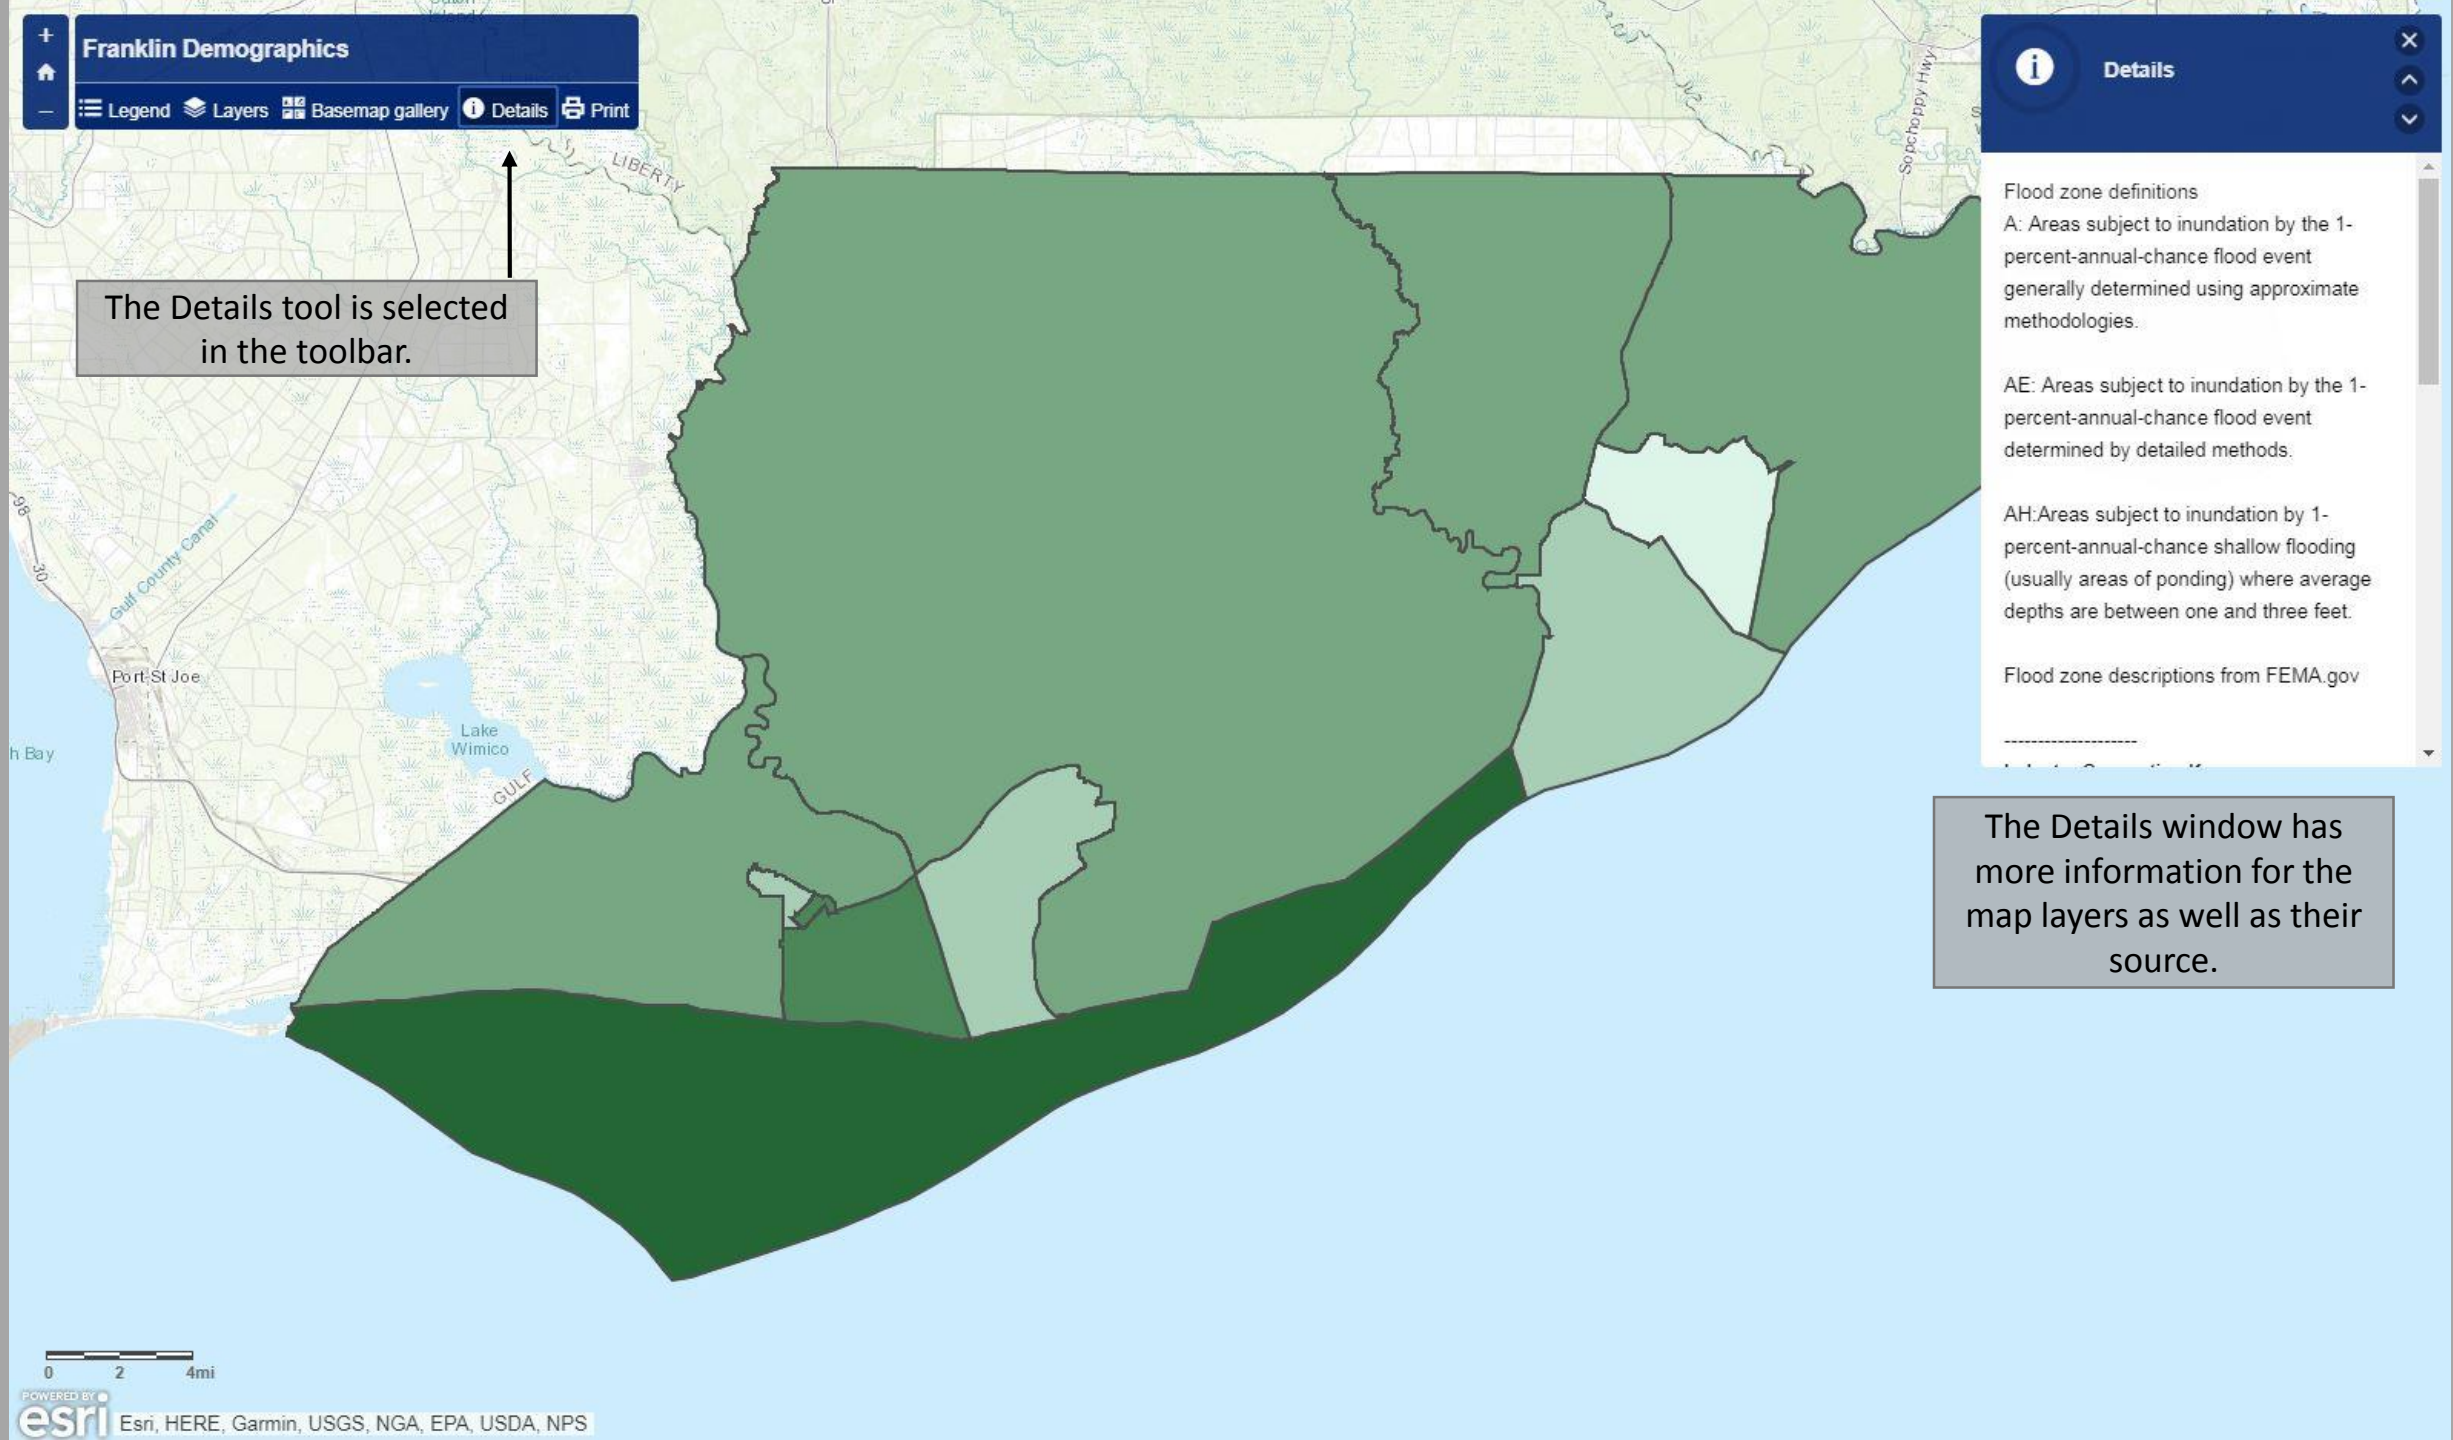 Franklin Demographics
Legend Layers Basemap gallery Details Print
LIBERTY
Sopchoppy Hwy
The Details tool is selected
in the toolbar.
98
30
Gulf County Canal
Port St Joe
Lake
Wimico
GULF
h Bay
Details
Flood zone definitions
A: Areas subject to inundation by the 1-
percent-annual-chance flood event
generally determined using approximate
methodologies.
AE: Areas subject to inundation by the 1-
percent-annual-chance flood event
determined by detailed methods.
AH:Areas subject to inundation by 1-
percent-annual-chance shallow flooding
(usually areas of ponding) where average
depths are between one and three feet.
Flood zone descriptions from FEMA.gov
--------------------
The Details window has
more information for the
map layers as well as their
source.
0 2 4mi
POWERED BY
esri
Esri, HERE, Garmin, USGS, NGA, EPA, USDA, NPS